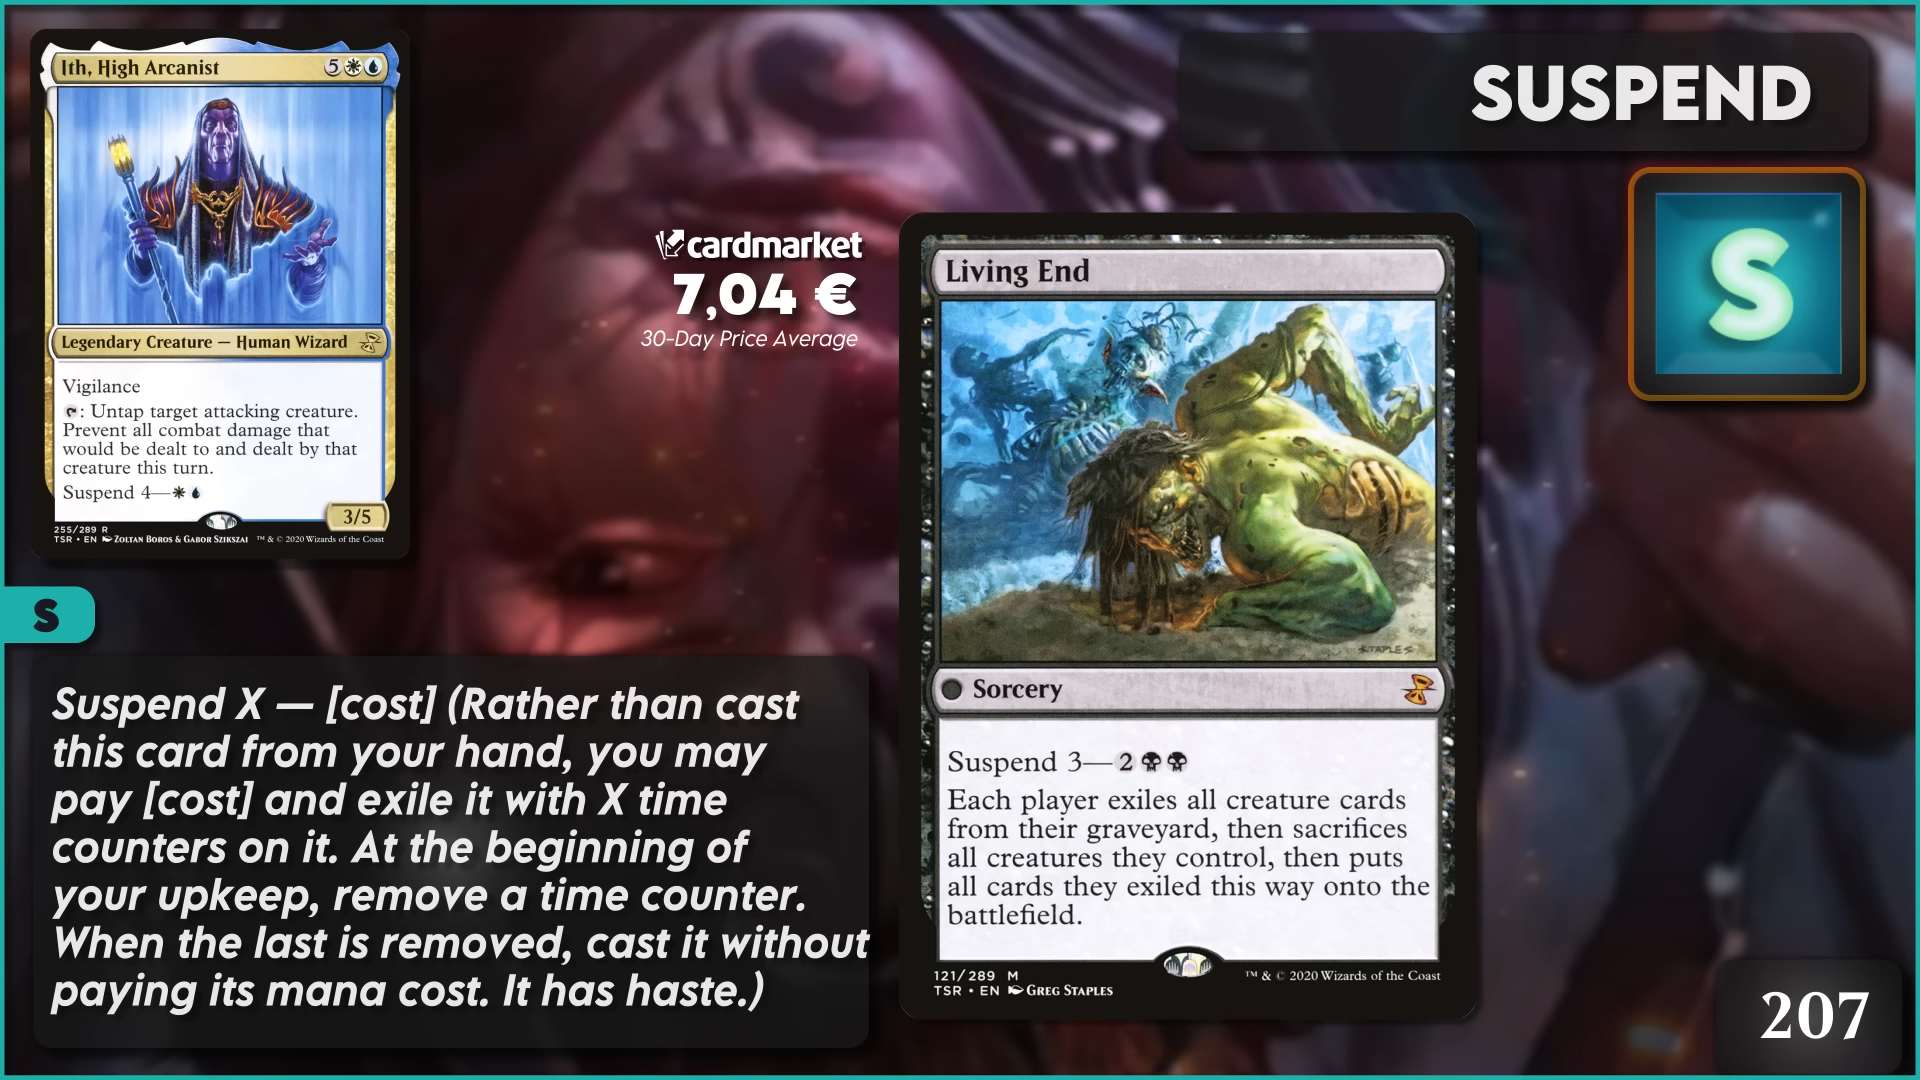 Ith, High Arcanist 5
Legendary Creature — Human Wizard
Vigilance
: Untap target attacking creature.
Prevent all combat damage that
would be dealt to and dealt by that
creature this turn.
Suspend 4—
3/5
255/289 R
TSR • EN ZOLTAN BOROS & GABOR SZIKSZAI ™ & © 2020 Wizards of the Coast
S
Suspend X — [cost] (Rather than cast
this card from your hand, you may
pay [cost] and exile it with X time
counters on it. At the beginning of
your upkeep, remove a time counter.
When the last is removed, cast it without
paying its mana cost. It has haste.)
cardmarket
7,04 €
30-Day Price Average
Living End
STAPLES
Sorcery
Suspend 3—2
Each player exiles all creature cards
from their graveyard, then sacrifices
all creatures they control, then puts
all cards they exiled this way onto the
battlefield.
121/289 M
TSR • EN GREG STAPLES
™ & © 2020 Wizards of the Coast
SUSPEND
S
207